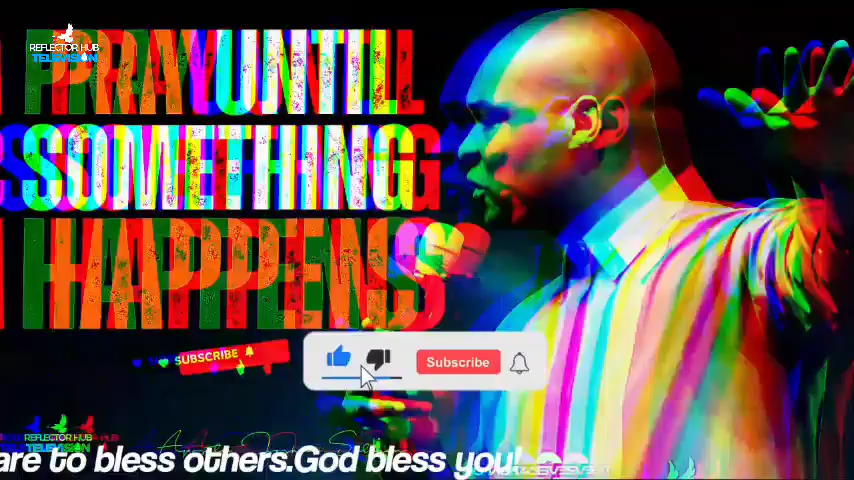 REFLECTOR HUB
TELEVISION
PRAY UNTIL
SOMETHING
HAPPENS
SUBSCRIBE
Subscribe
REFLECTOR HUB
TELEVISION
are to bless others.God bless you!